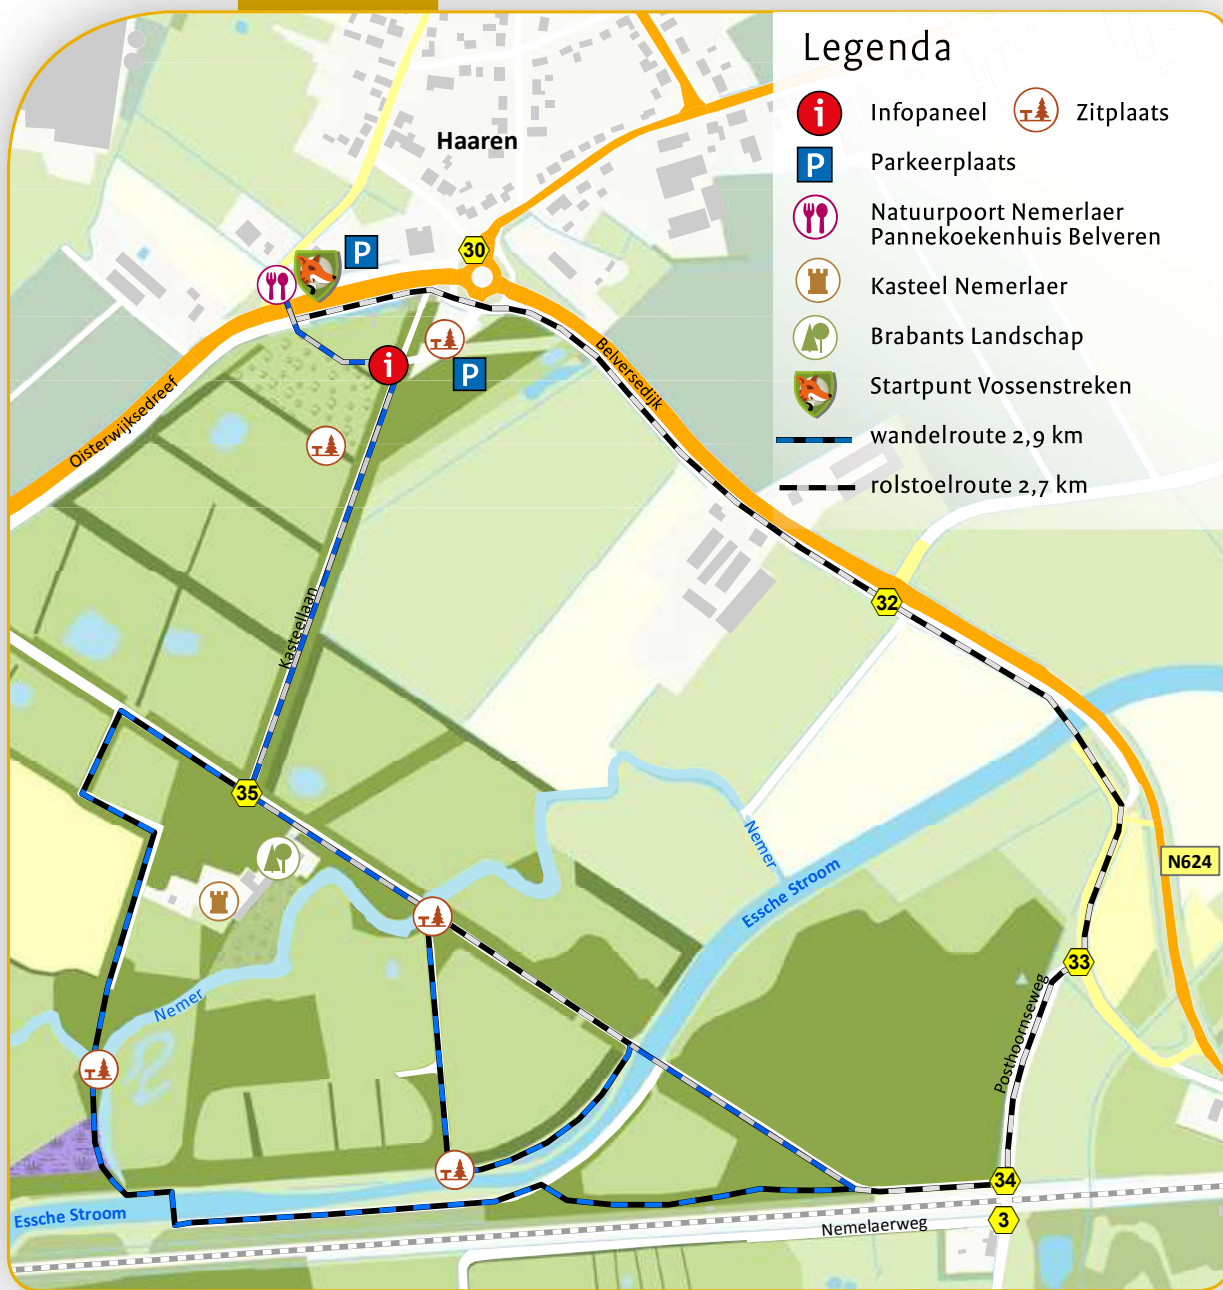 Legenda
i Infopaneel Zitplaats
P Parkeerplaats
Natuurpoort Nemerlaer
Pannekoekenhuis Belveren
Kasteel Nemerlaer
Brabants Landschap
Startpunt Vossenstreken
wandelroute 2,9 km
rolstoelroute 2,7 km
Haaren
P
30
i
P
Oisterwijksedreef
Belversedijk
Kasteellaan
32
35
Nemer
Essche Stroom
N624
33
Nemer
Posthoornseweg
34
Essche Stroom
Nemelaerweg
3